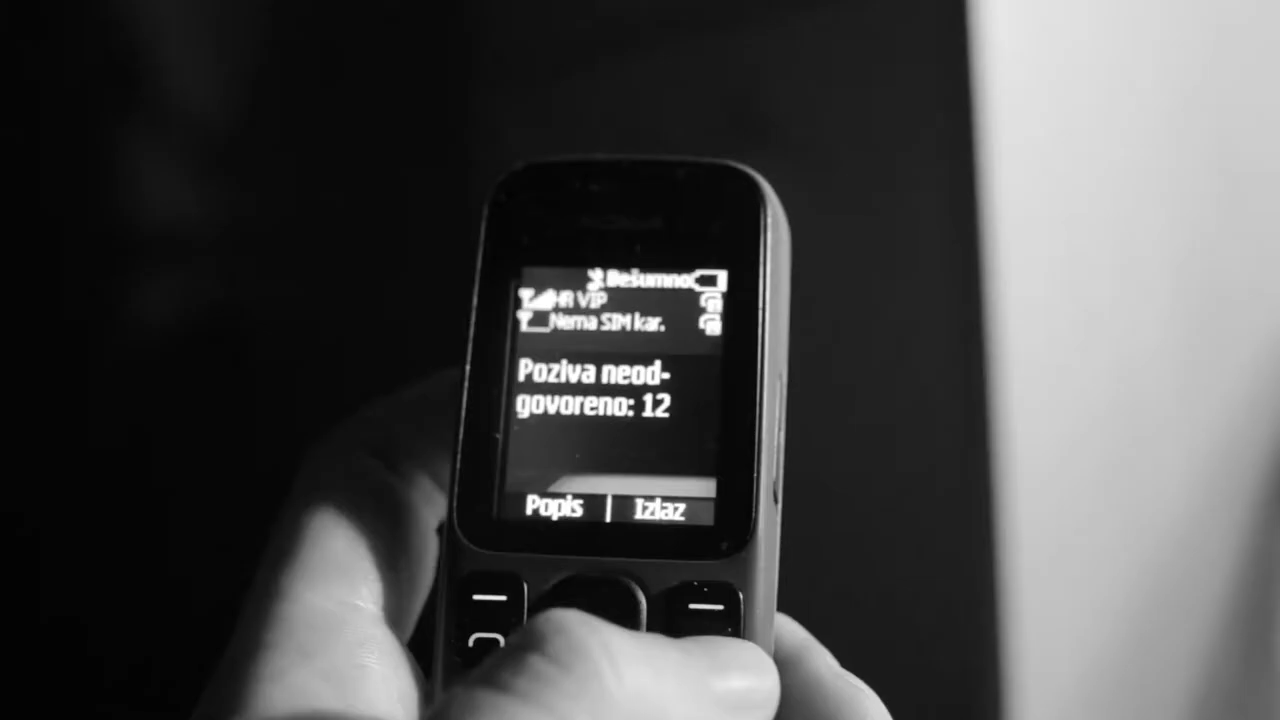 Bešumno
HR VIP
Nema SIM kar.
Poziva neod-
govoreno: 12
Popis | Izlaz